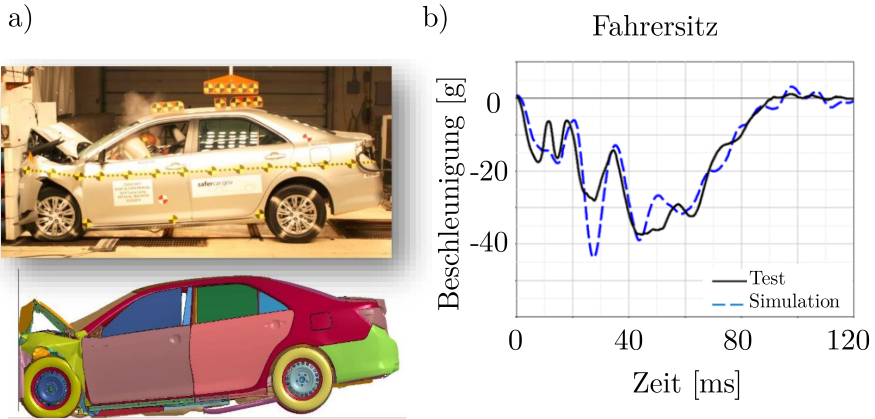 a)
safercar.gov
b)
Fahrersitz
Beschleunigung [g]
0
-20
-40
Test
Simulation
0
40
80
120
Zeit [ms]